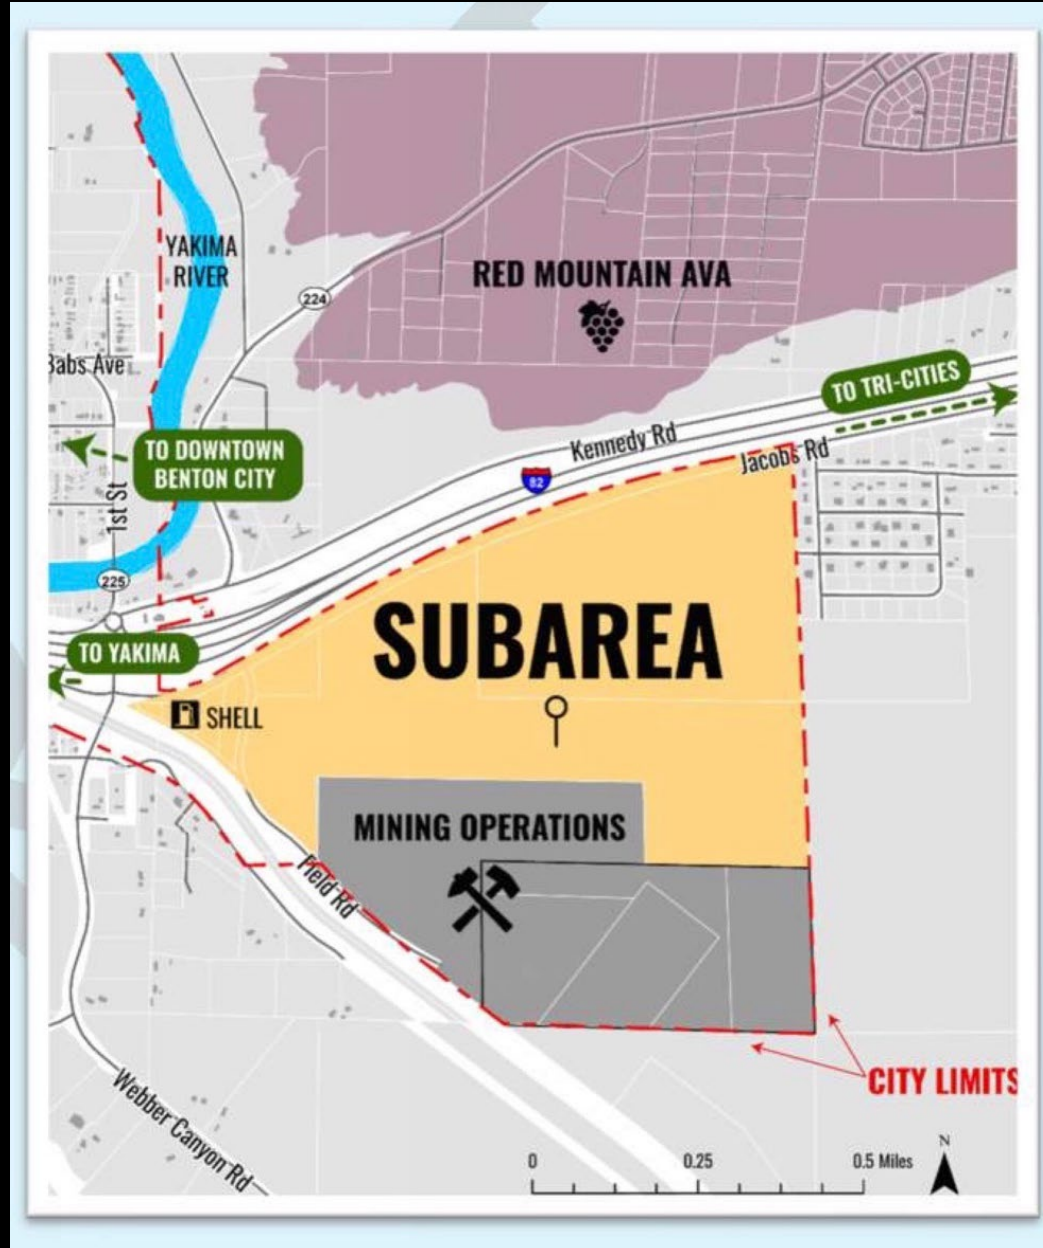 YAKIMA
RIVER
224
RED MOUNTAIN AVA
Babs Ave
TO TRI-CITIES
TO DOWNTOWN
BENTON CITY
Kennedy Rd
Jacobs Rd
82
1st St
225
SUBAREA
TO YAKIMA
SHELL
MINING OPERATIONS
Field Rd
CITY LIMITS
Webber Canyon Rd
0 0.25 0.5 Miles
N